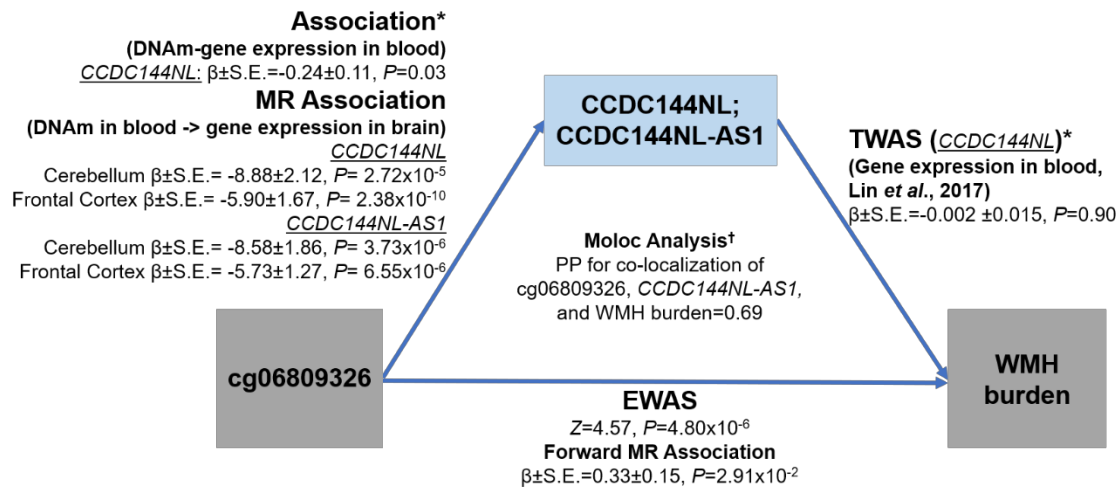 Association*
(DNAm-gene expression in blood)
CCDC144NL: β±S.E.=-0.24±0.11, P=0.03
MR Association
(DNAm in blood -> gene expression in brain)
CCDC144NL
Cerebellum β±S.E.= -8.88±2.12, P= 2.72x10⁻⁵
Frontal Cortex β±S.E.= -5.90±1.67, P= 2.38x10⁻¹⁰
CCDC144NL-AS1
Cerebellum β±S.E.= -8.58±1.86, P= 3.73x10⁻⁶
Frontal Cortex β±S.E.= -5.73±1.27, P= 6.55x10⁻⁶
CCDC144NL;
CCDC144NL-AS1
TWAS (CCDC144NL)*
(Gene expression in blood,
Lin et al., 2017)
β±S.E.=-0.002 ±0.015, P=0.90
Moloc Analysis†
PP for co-localization of
cg06809326, CCDC144NL-AS1,
and WMH burden=0.69
cg06809326
WMH
burden
EWAS
Z=4.57, P=4.80x10⁻⁶
Forward MR Association
β±S.E.=0.33±0.15, P=2.91x10⁻²